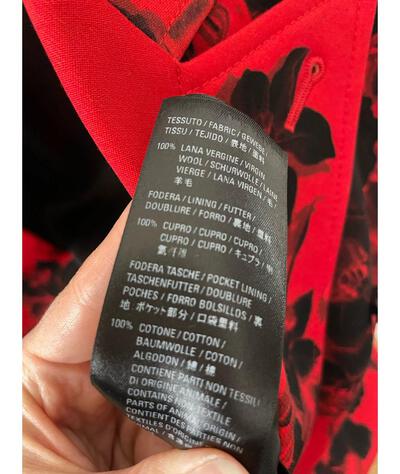 TESSUTO / FABRIC / GEWEBE /
TISSU / TEJIDO / 表地 / 面料
100% LANA VERGINE / VIRGIN
WOOL / SCHURWOLLE / LAINE
VIERGE / LANA VIRGEN / 毛 /
羊毛
FODERA / LINING / FUTTER /
DOUBLURE / FORRO / 裏地 / 里料
100% CUPRO / CUPRO / CUPRO /
CUPRO / CUPRO / キュプラ / 铜
氨纤维
FODERA TASCHE / POCKET LINING /
TASCHENFUTTER / DOUBLURE
POCHES / FORRO BOLSILLOS / 裏
地 ポケット部分 / 口袋里料
100% COTONE / COTTON /
BAUMWOLLE / COTON /
ALGODON / 綿 / 棉
CONTIENE PARTI NON TESSILI
DI ORIGINE ANIMALE /
CONTAINS NON-TEXTILE
PARTS OF ANIMAL ORIGIN /
CONTIENT DES PARTIES NON
TEXTILES D'ORIGINE